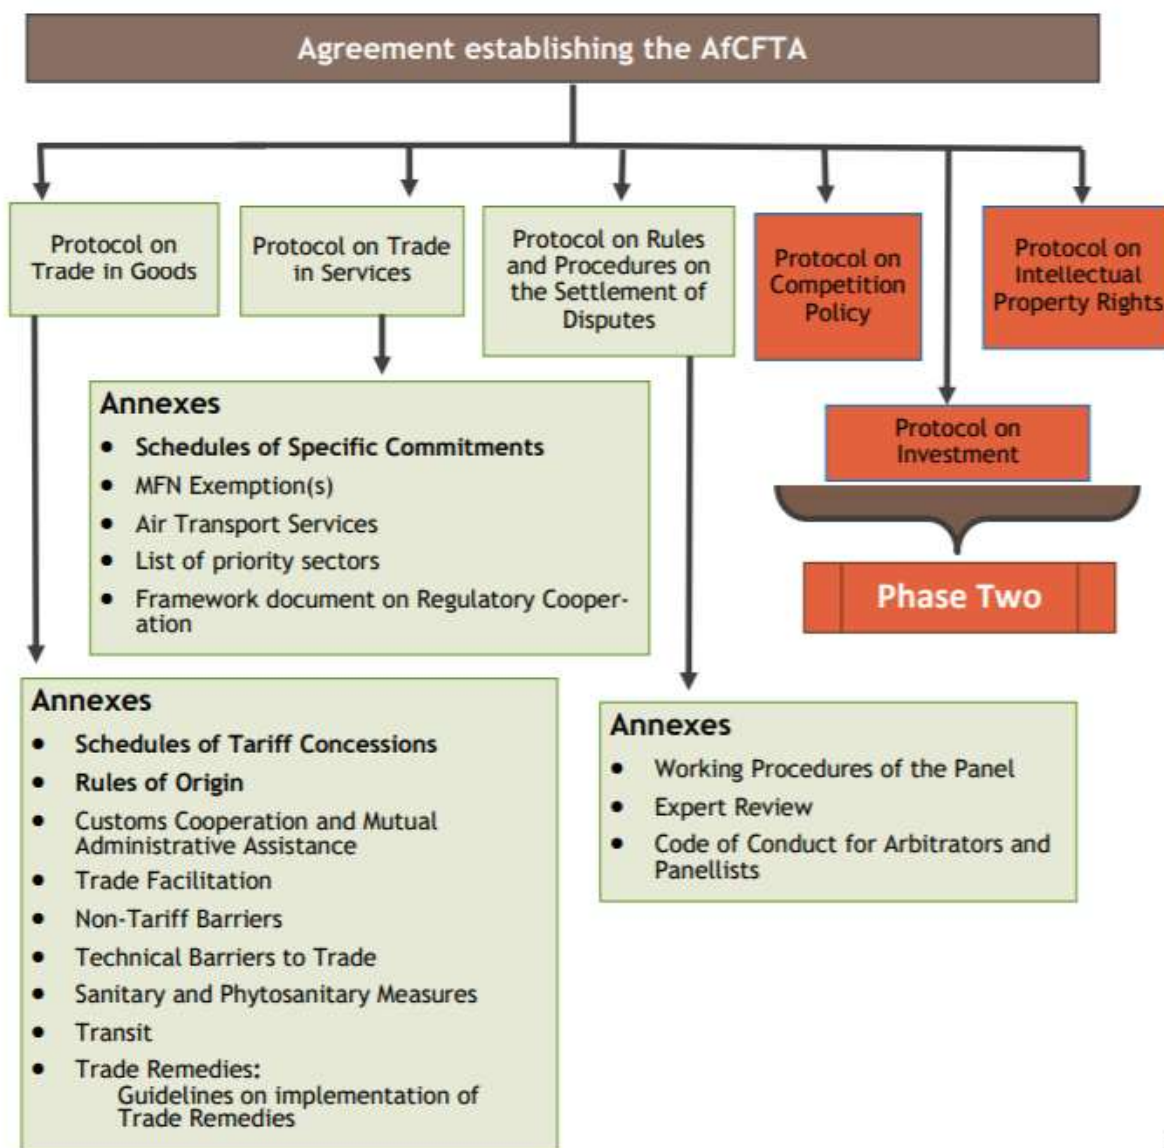 Agreement establishing the AfCFTA
Protocol on
Trade in Goods
Protocol on Trade
in Services
Protocol on Rules
and Procedures on
the Settlement of
Disputes
Protocol on
Competition
Policy
Protocol on
Intellectual
Property Rights
Protocol on
Investment
Phase Two
Annexes
• Schedules of Specific Commitments
• MFN Exemption(s)
• Air Transport Services
• List of priority sectors
• Framework document on Regulatory Cooper-
ation
Annexes
• Schedules of Tariff Concessions
• Rules of Origin
• Customs Cooperation and Mutual
Administrative Assistance
• Trade Facilitation
• Non-Tariff Barriers
• Technical Barriers to Trade
• Sanitary and Phytosanitary Measures
• Transit
• Trade Remedies:
Guidelines on implementation of
Trade Remedies
Annexes
• Working Procedures of the Panel
• Expert Review
• Code of Conduct for Arbitrators and
Panellists